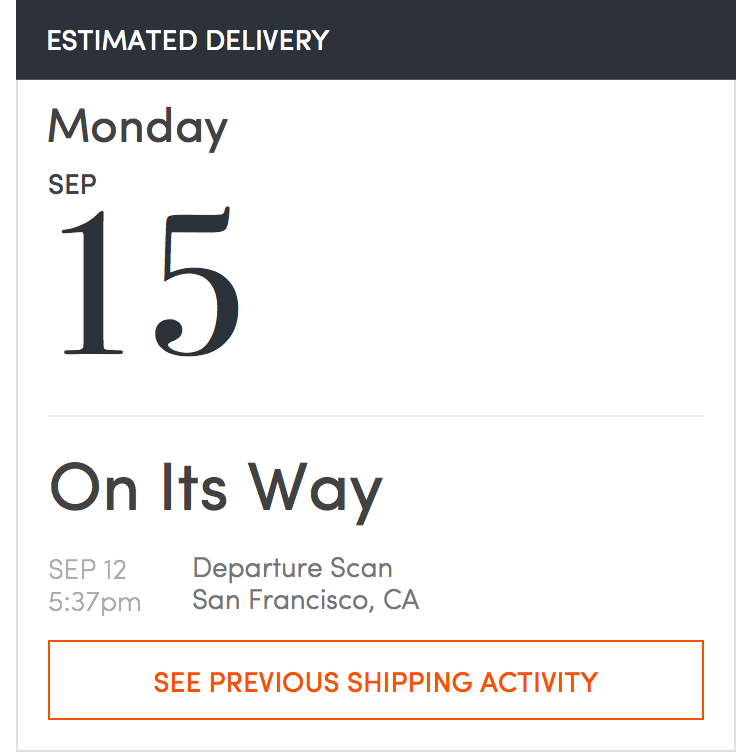 ESTIMATED DELIVERY
Monday
SEP
15
On Its Way
SEP 12 Departure Scan
5:37pm San Francisco, CA
SEE PREVIOUS SHIPPING ACTIVITY